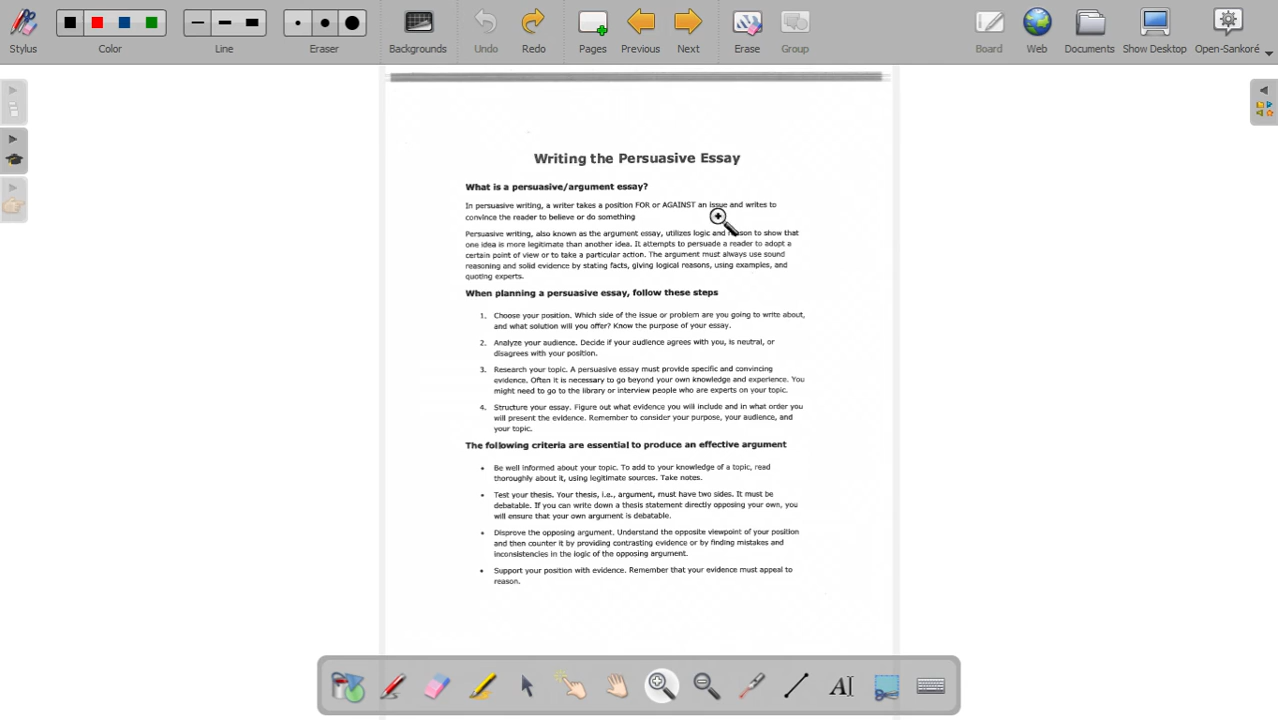 Stylus
Color
Line
Eraser
Backgrounds
Undo
Redo
Pages
Previous
Next
Erase
Group
Board
Web
Documents
Show Desktop
Open-Sankoré
Writing the Persuasive Essay
What is a persuasive/argument essay?
In persuasive writing, a writer takes a position FOR or AGAINST an issue and writes to
convince the reader to believe or do something
Persuasive writing, also known as the argument essay, utilizes logic and reason to show that
one idea is more legitimate than another idea. It attempts to persuade a reader to adopt a
certain point of view or to take a particular action. The argument must always use sound
reasoning and solid evidence by stating facts, giving logical reasons, using examples, and
quoting experts.
When planning a persuasive essay, follow these steps
1. Choose your position. Which side of the issue or problem are you going to write about,
and what solution will you offer? Know the purpose of your essay.
2. Analyze your audience. Decide if your audience agrees with you, is neutral, or
disagrees with your position.
3. Research your topic. A persuasive essay must provide specific and convincing
evidence. Often it is necessary to go beyond your own knowledge and experience. You
might need to go to the library or interview people who are experts on your topic.
4. Structure your essay. Figure out what evidence you will include and in what order you
will present the evidence. Remember to consider your purpose, your audience, and
your topic.
The following criteria are essential to produce an effective argument
• Be well informed about your topic. To add to your knowledge of a topic, read
thoroughly about it, using legitimate sources. Take notes.
• Test your thesis. Your thesis, i.e., argument, must have two sides. It must be
debatable. If you can write down a thesis statement directly opposing your own, you
will ensure that your own argument is debatable.
• Disprove the opposing argument. Understand the opposite viewpoint of your position
and then counter it by providing contrasting evidence or by finding mistakes and
inconsistencies in the logic of the opposing argument.
• Support your position with evidence. Remember that your evidence must appeal to
reason.
AI